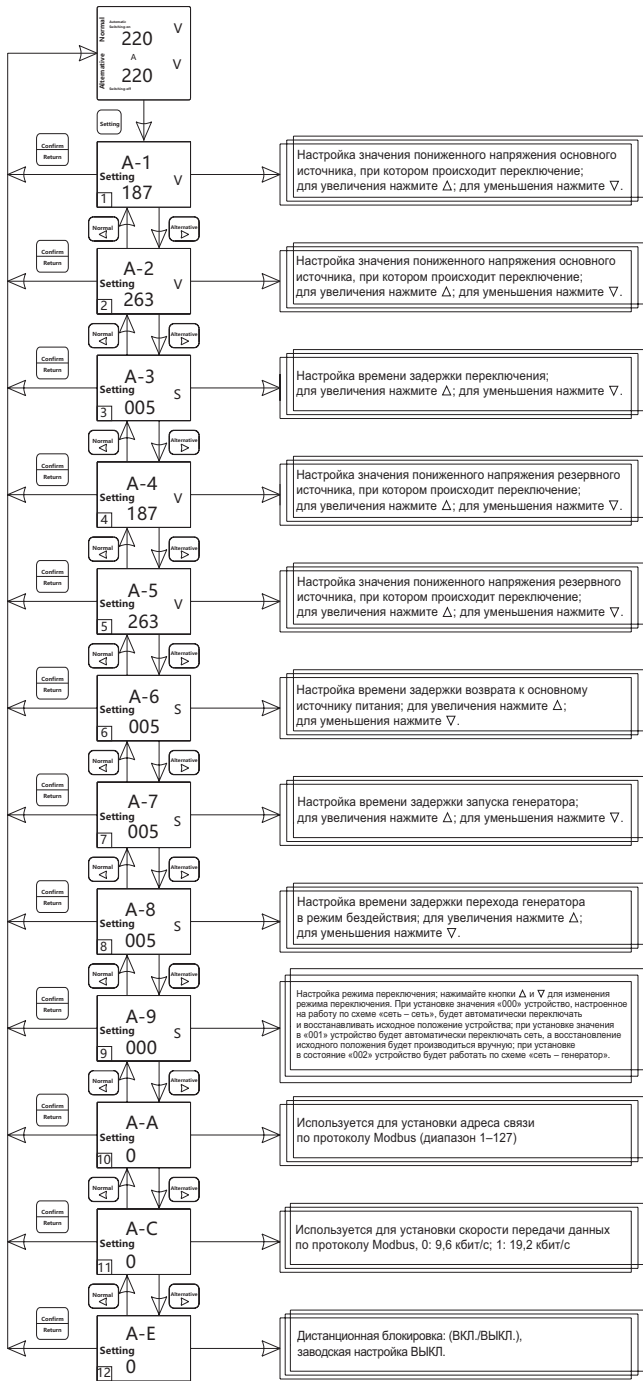 Normal
Automatic
Switching on
220 V
A
Alternative
220 V
Switching off
Setting
Confirm
Return
A-1
Setting
1 187 V
Настройка значения пониженного напряжения основного
источника, при котором происходит переключение;
для увеличения нажмите △; для уменьшения нажмите ▽.
Normal
◁
Alternative
▷
Confirm
Return
A-2
Setting
2 263 V
Настройка значения пониженного напряжения основного
источника, при котором происходит переключение;
для увеличения нажмите △; для уменьшения нажмите ▽.
Normal
◁
Alternative
▷
Confirm
Return
A-3
Setting
3 005 S
Настройка времени задержки переключения;
для увеличения нажмите △; для уменьшения нажмите ▽.
Normal
◁
Alternative
▷
Confirm
Return
A-4
Setting
4 187 V
Настройка значения пониженного напряжения резервного
источника, при котором происходит переключение;
для увеличения нажмите △; для уменьшения нажмите ▽.
Normal
◁
Alternative
▷
Confirm
Return
A-5
Setting
5 263 V
Настройка значения пониженного напряжения резервного
источника, при котором происходит переключение;
для увеличения нажмите △; для уменьшения нажмите ▽.
Normal
◁
Alternative
▷
Confirm
Return
A-6
Setting
6 005 S
Настройка времени задержки возврата к основному
источнику питания; для увеличения нажмите △;
для уменьшения нажмите ▽.
Normal
◁
Alternative
▷
Confirm
Return
A-7
Setting
7 005 S
Настройка времени задержки запуска генератора;
для увеличения нажмите △; для уменьшения нажмите ▽.
Normal
◁
Alternative
▷
Confirm
Return
A-8
Setting
8 005 S
Настройка времени задержки перехода генератора
в режим бездействия; для увеличения нажмите △;
для уменьшения нажмите ▽.
Normal
◁
Alternative
▷
Confirm
Return
A-9
Setting
9 000 S
Настройка режима переключения; нажимайте кнопки △ и ▽ для изменения
режима переключения. При установке значения «000» устройство, настроенное
на работу по схеме «сеть – сеть», будет автоматически переключать
и восстанавливать исходное положение устройства; при установке значения
в «001» устройство будет автоматически переключать сеть, а восстановление
исходного положения будет производиться вручную; при установке
в состояние «002» устройство будет работать по схеме «сеть – генератор».
Normal
◁
Alternative
▷
Confirm
Return
A-A
Setting
10 0
Используется для установки адреса связи
по протоколу Modbus (диапазон 1–127)
Normal
◁
Alternative
▷
Confirm
Return
A-C
Setting
11 0
Используется для установки скорости передачи данных
по протоколу Modbus, 0: 9,6 кбит/с; 1: 19,2 кбит/с
Normal
◁
Alternative
▷
Confirm
Return
A-E
Setting
12 0
Дистанционная блокировка: (ВКЛ./ВЫКЛ.),
заводская настройка ВЫКЛ.